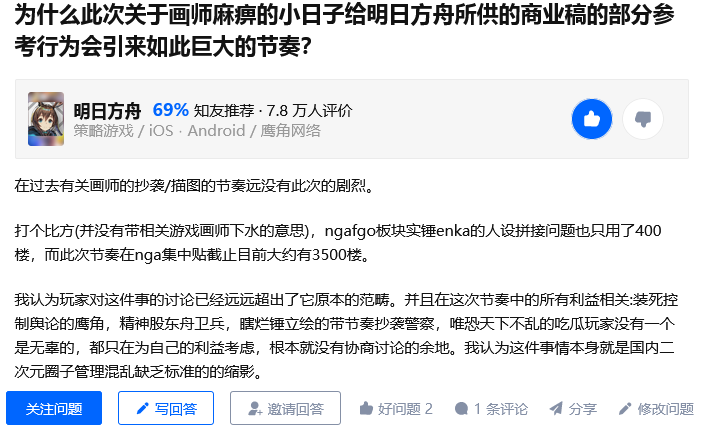 为什么此次关于画师麻痹的小日子给明日方舟所供的商业稿的部分参
考行为会引来如此巨大的节奏？
明日方舟 69% 知友推荐 · 7.8 万人评价
策略游戏 / iOS · Android / 鹰角网络
在过去有关画师的抄袭/描图的节奏远没有此次的剧烈。
打个比方(并没有带相关游戏画师下水的意思)，ngafgo板块实锤enka的人设拼接问题也只用了400
楼，而此次节奏在nga集中贴截止目前大约有3500楼。
我认为玩家对这件事的讨论已经远远超出了它原本的范畴。并且在这次节奏中的所有利益相关:装死控
制舆论的鹰角，精神股东舟卫兵，瞎烂锤立绘的带节奏抄袭警察，唯恐天下不乱的吃瓜玩家没有一个
是无辜的，都只在为自己的利益考虑，根本就没有协商讨论的余地。我认为这件事情本身就是国内二
次元圈子管理混乱缺乏标准的的缩影。
关注问题 写回答 邀请回答 好问题 2 1 条评论 分享 修改问题